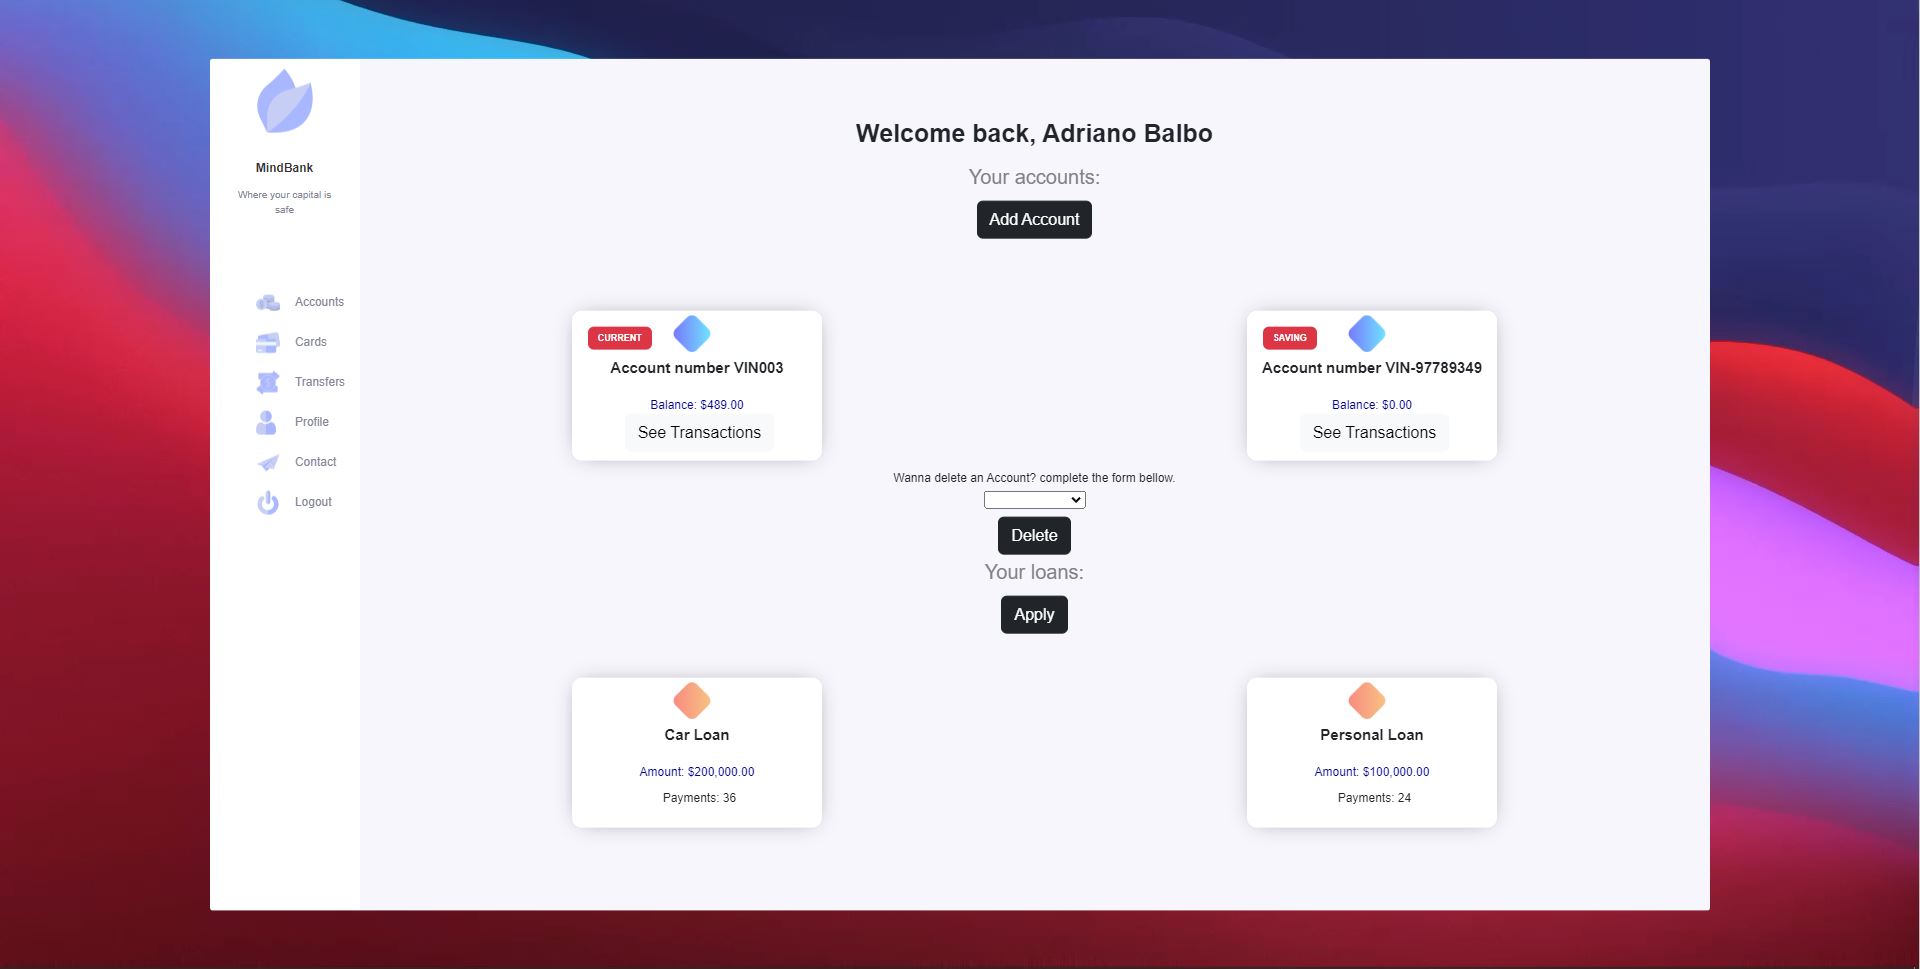 MindBank
Where your capital is
safe
Accounts
Cards
Transfers
Profile
Contact
Logout
Welcome back, Adriano Balbo
Your accounts:
Add Account
CURRENT
Account number VIN003
Balance: $489.00
See Transactions
SAVING
Account number VIN-97789349
Balance: $0.00
See Transactions
Wanna delete an Account? complete the form bellow.
Delete
Your loans:
Apply
Car Loan
Amount: $200,000.00
Payments: 36
Personal Loan
Amount: $100,000.00
Payments: 24